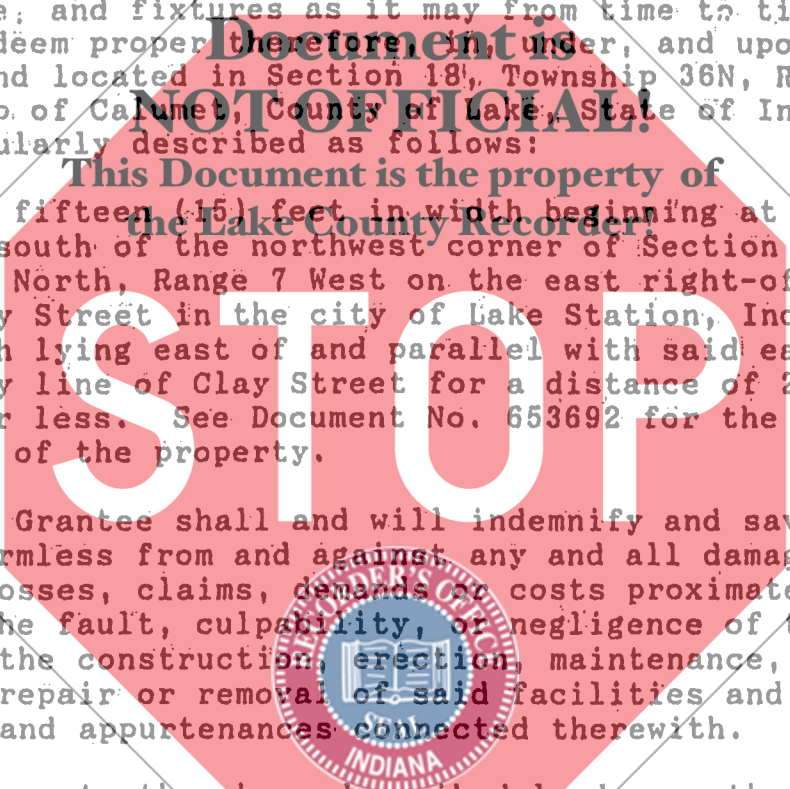 e; and fixtures as it may from time to ti
Document is
deem proper therefore, in, under, and upo
nd located in Section 18, Township 36N, R
NOT OFFICIAL!
p of Calumet, County of Lake, State of In
ularly described as follows:
This Document is the property of
fifteen (15) feet in width beginning at
the Lake County Recorder!
south of the northwest corner of Section
North, Range 7 West on the east right-of
y Street in the city of Lake Station, Ind
STOP
h lying east of and parallel with said ea
y line of Clay Street for a distance of 2
r less. See Document No. 653692 for the
of the property.
Grantee shall and will indemnify and sav
rmless from and against any and all damag
osses, claims, demands or costs proximate
RECORDER'S OFFICE
he fault, culpability, or negligence of t
the construction, erection, maintenance,
repair or removal of said facilities and
SEAL
and appurtenances connected therewith.
INDIANA